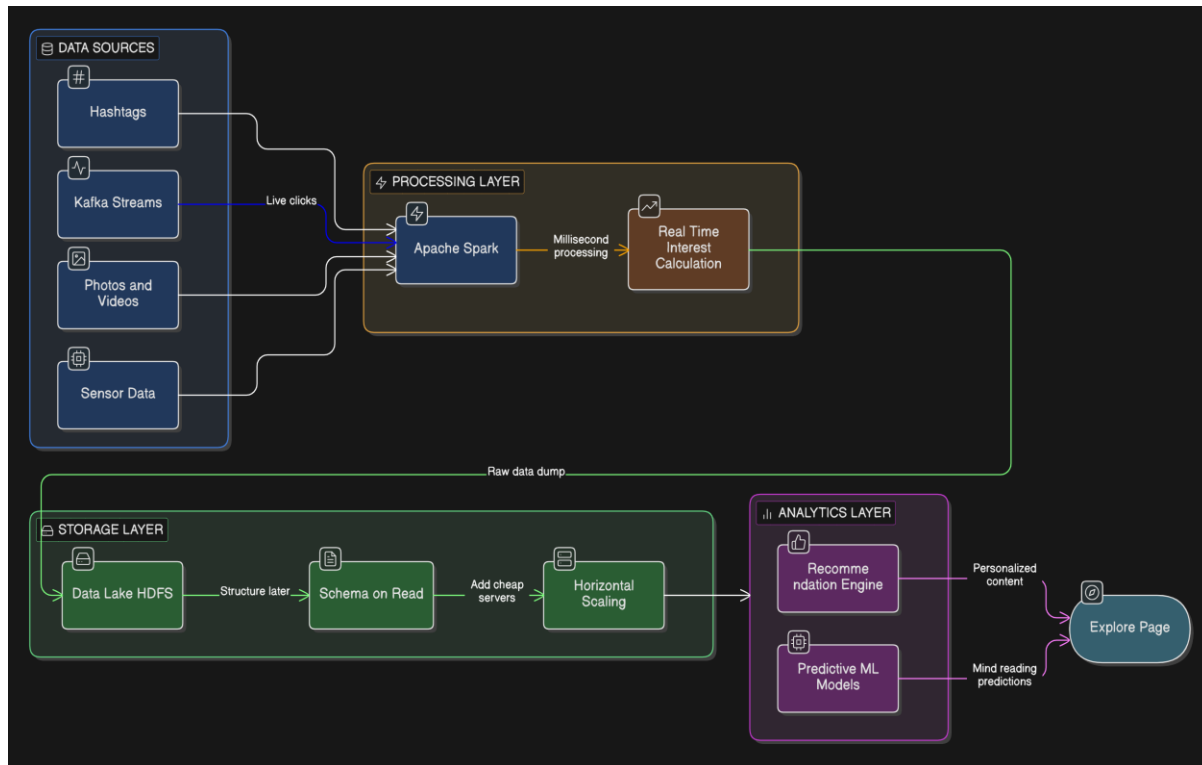 DATA SOURCES
Hashtags
Kafka Streams
Live clicks
Photos and
Videos
Sensor Data
PROCESSING LAYER
Apache Spark
Millisecond
processing
Real Time
Interest
Calculation
Raw data dump
STORAGE LAYER
Data Lake HDFS
Structure later
Schema on Read
Add cheap
servers
Horizontal
Scaling
ANALYTICS LAYER
Recomme
ndation Engine
Personalized
content
Predictive ML
Models
Mind reading
predictions
Explore Page